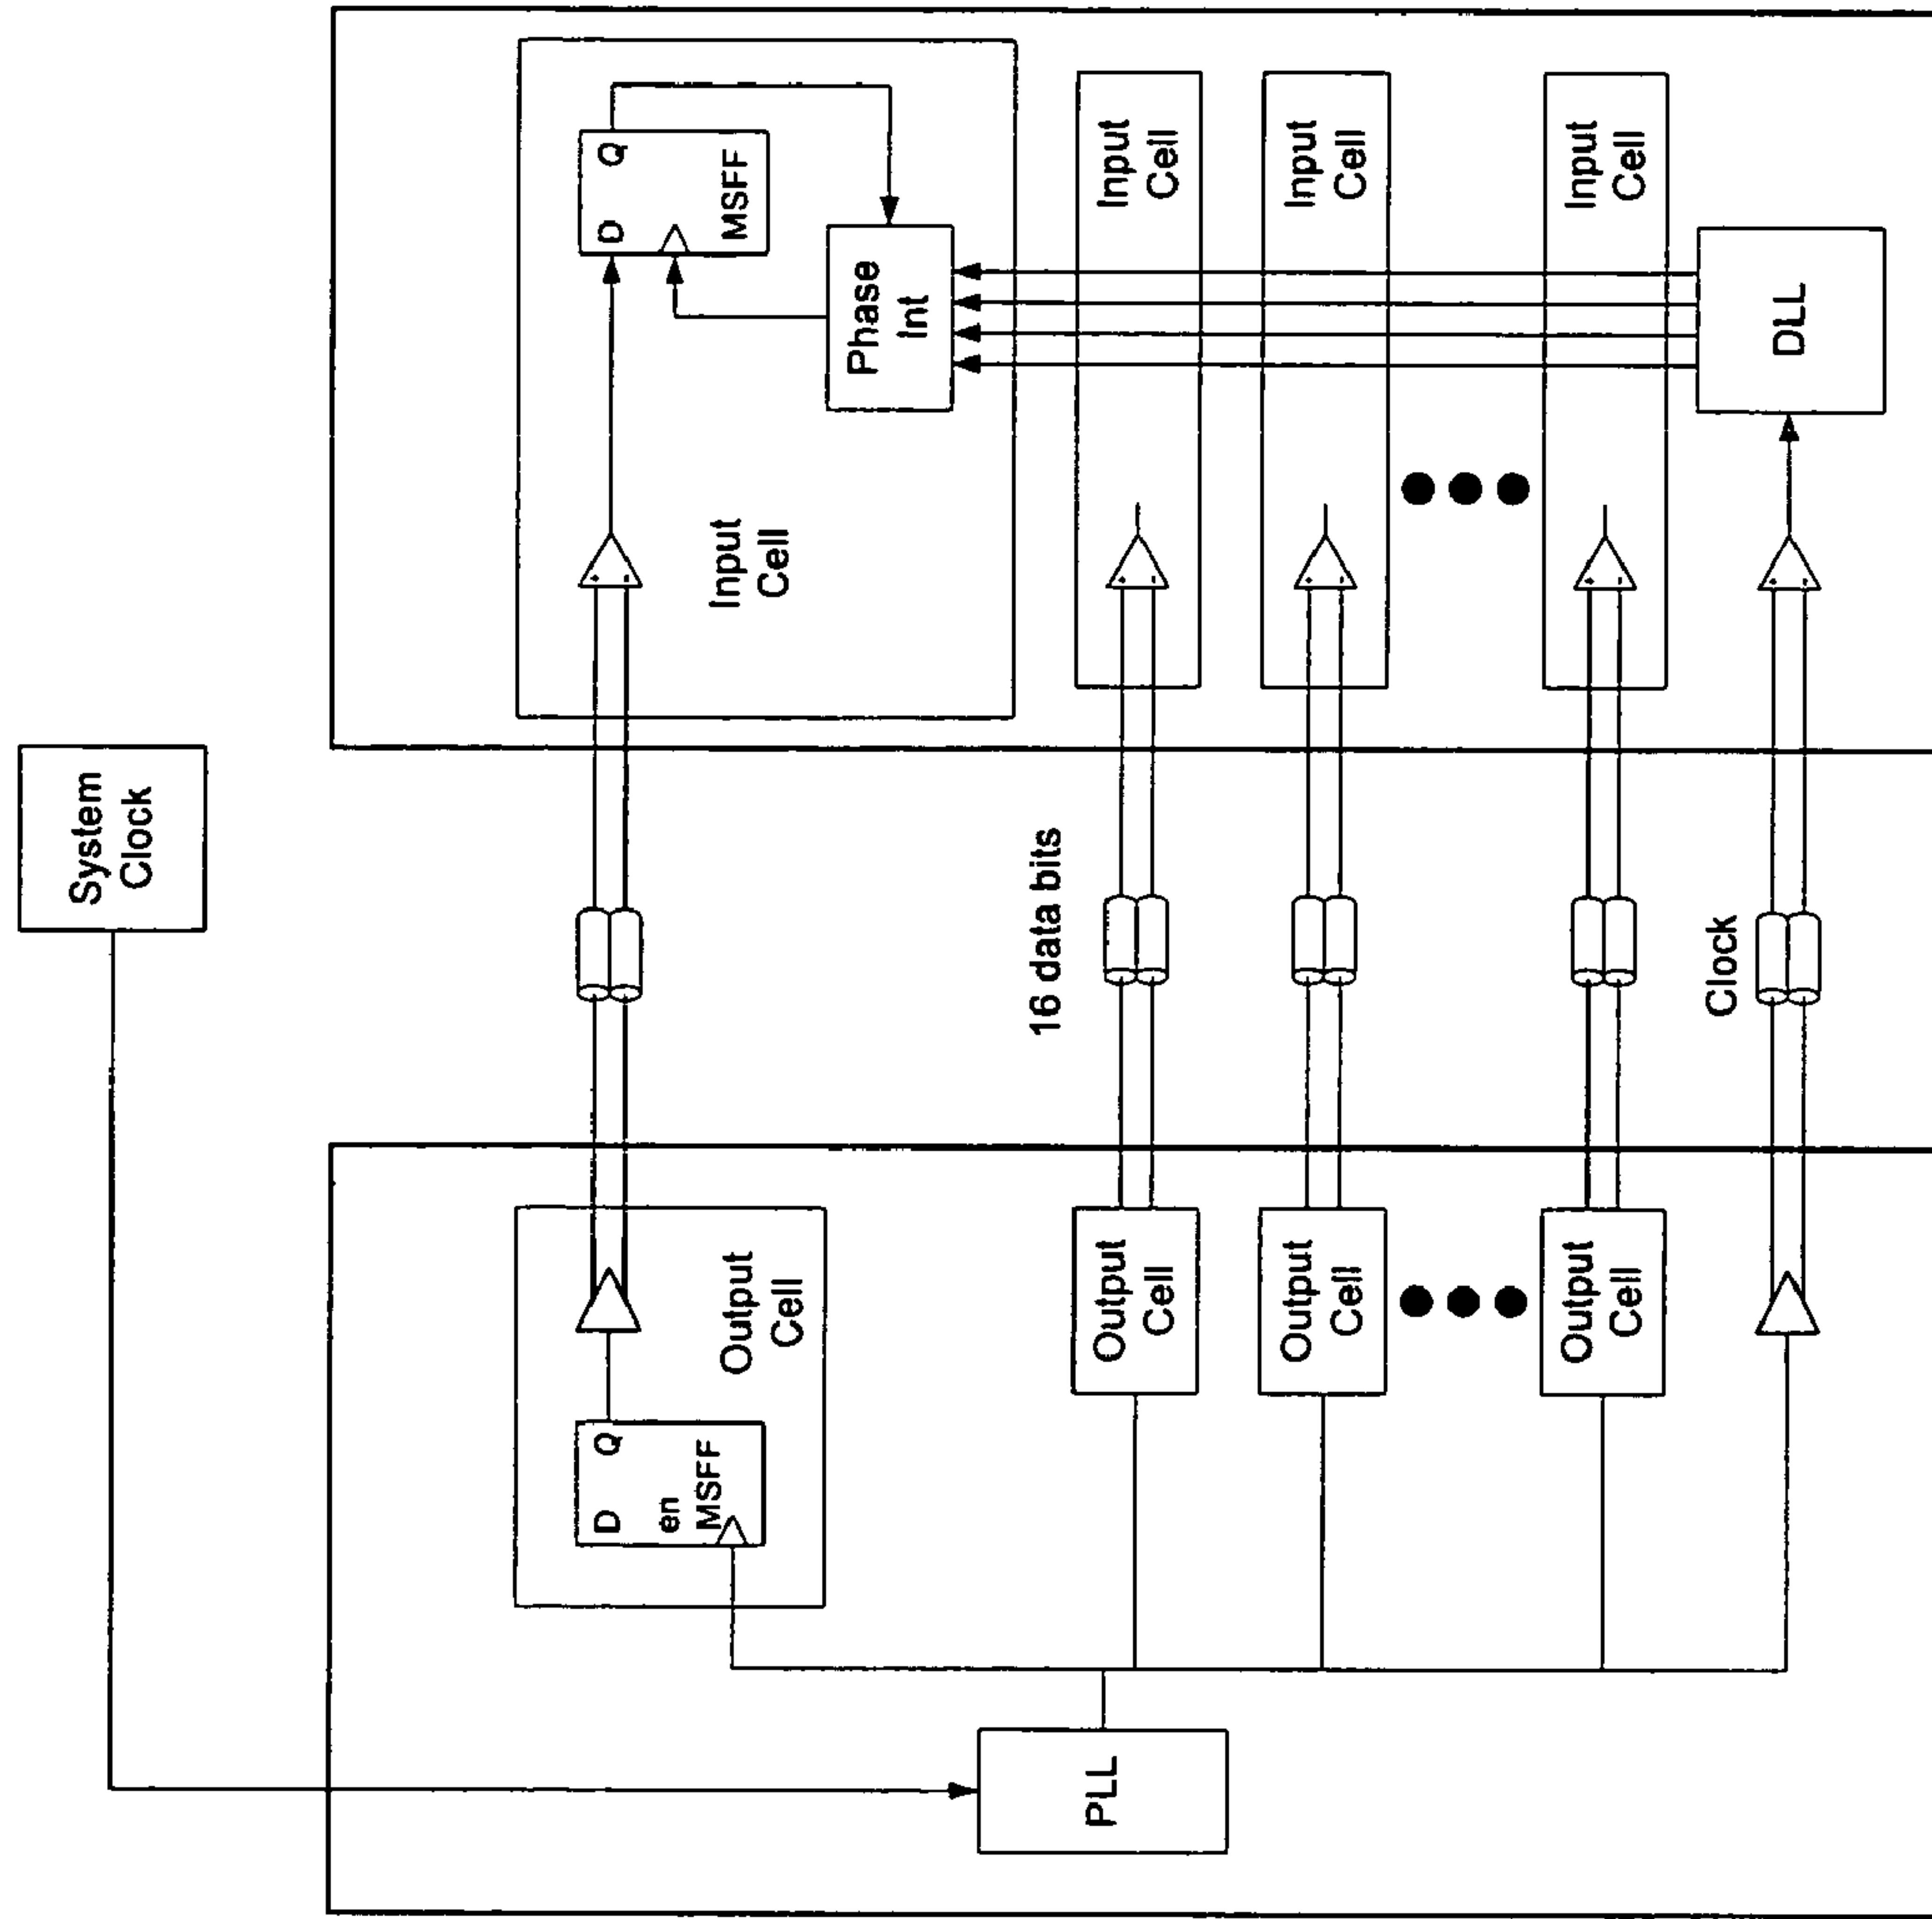 System
Clock
D Q
en
MSFF
Output
Cell
Input
Cell
D Q
MSFF
Phase
Int
PLL
16 data bits
Output
Cell
Input
Cell
Output
Cell
Input
Cell
Output
Cell
Input
Cell
Clock
DLL